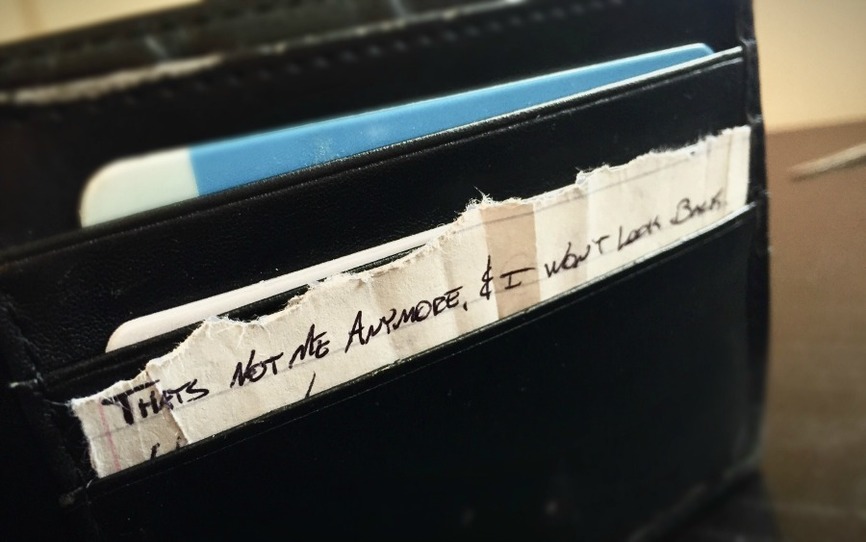 THATS NOT ME ANYMORE, & I WON'T LOOK BACK.